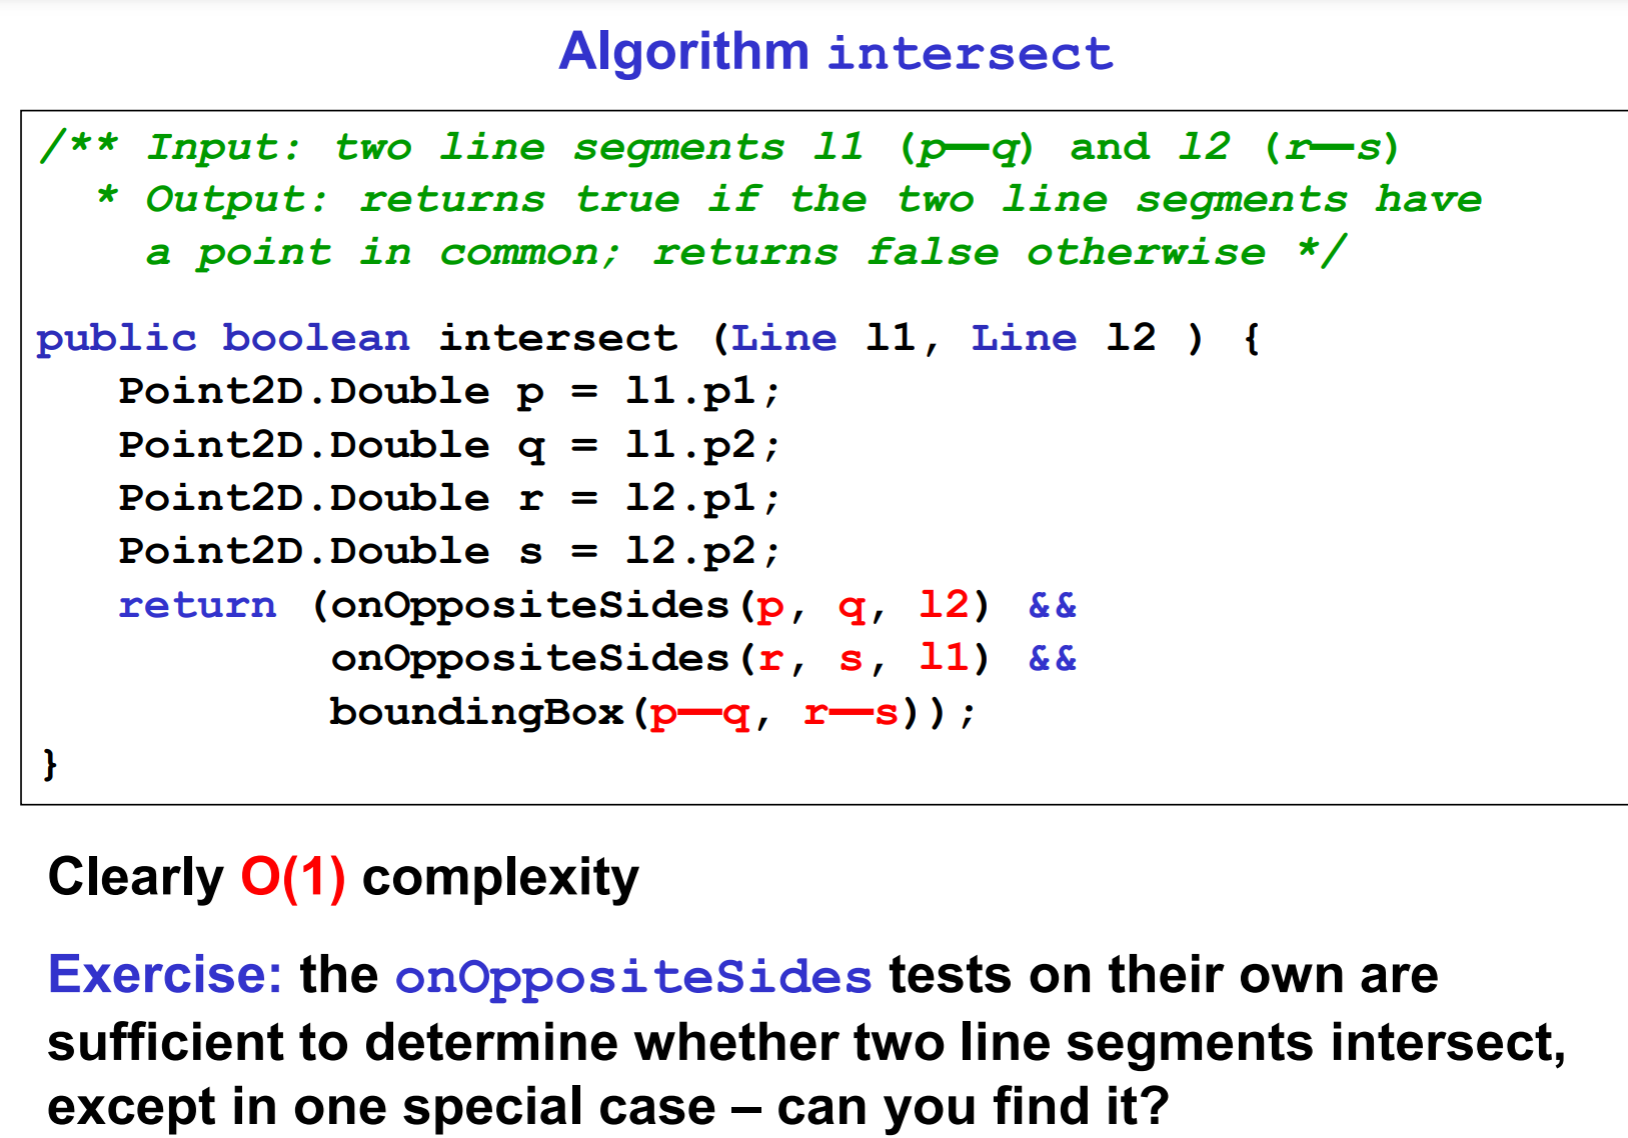 Algorithm intersect
/** Input: two line segments l1 (p—q) and l2 (r—s)
* Output: returns true if the two line segments have
a point in common; returns false otherwise */
public boolean intersect (Line l1, Line l2 ) {
Point2D.Double p = l1.p1;
Point2D.Double q = l1.p2;
Point2D.Double r = l2.p1;
Point2D.Double s = l2.p2;
return (onOppositeSides(p, q, l2) &&
onOppositeSides(r, s, l1) &&
boundingBox(p—q, r—s));
}
Clearly O(1) complexity
Exercise: the onOppositeSides tests on their own are
sufficient to determine whether two line segments intersect,
except in one special case – can you find it?